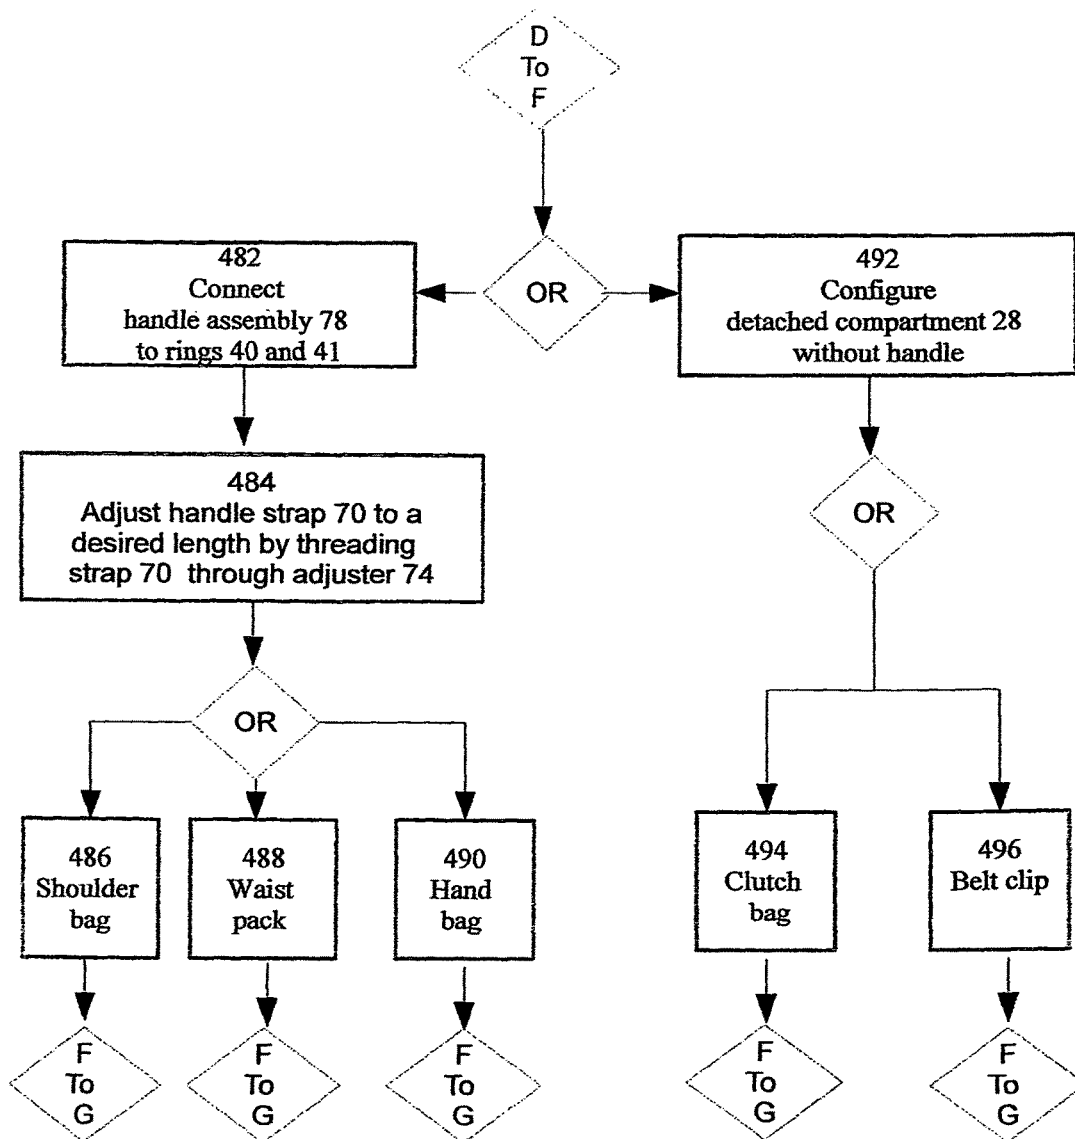 D
To
F
OR
482
Connect
handle assembly 78
to rings 40 and 41
492
Configure
detached compartment 28
without handle
484
Adjust handle strap 70 to a
desired length by threading
strap 70 through adjuster 74
OR
OR
486
Shoulder
bag
488
Waist
pack
490
Hand
bag
494
Clutch
bag
496
Belt clip
F
To
G
F
To
G
F
To
G
F
To
G
F
To
G